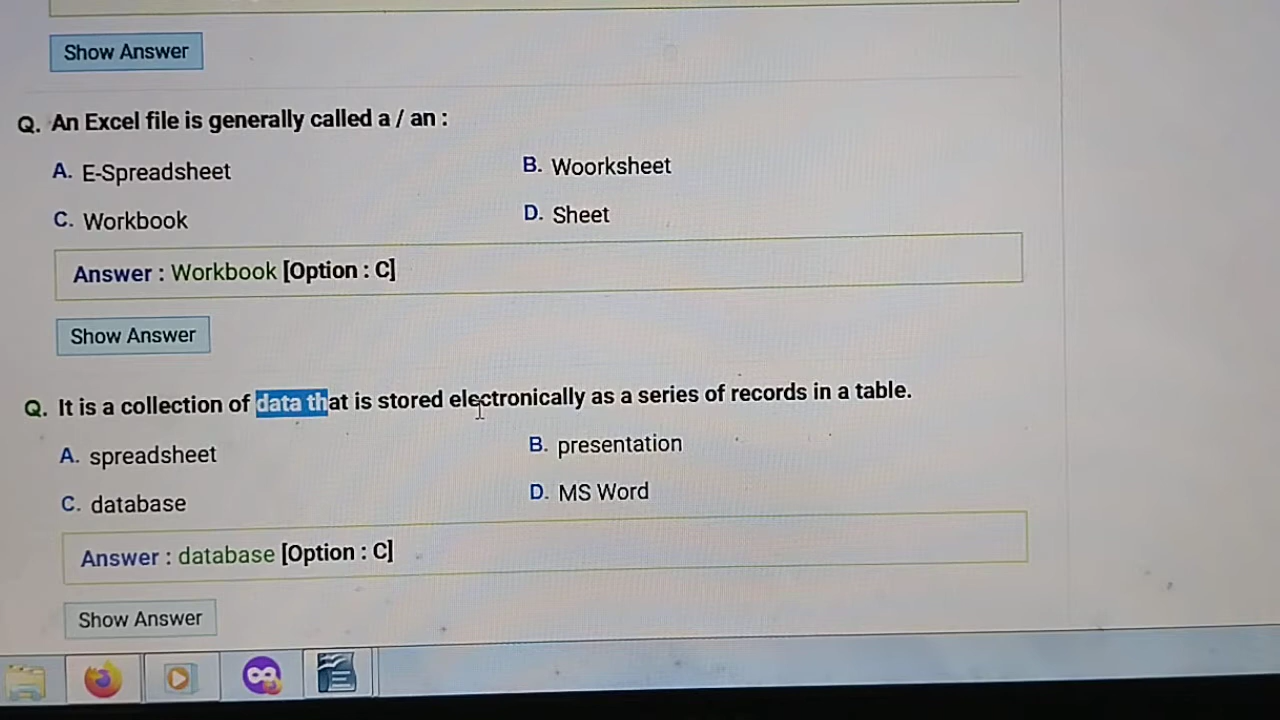 Show Answer
Q. An Excel file is generally called a / an :
A. E-Spreadsheet B. Woorksheet
C. Workbook D. Sheet
Answer : Workbook [Option : C]
Show Answer
Q. It is a collection of data that is stored electronically as a series of records in a table.
A. spreadsheet B. presentation
C. database D. MS Word
Answer : database [Option : C]
Show Answer